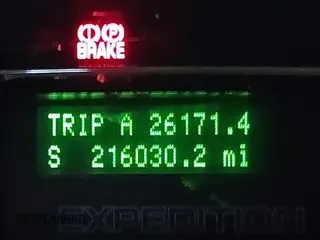 (!) (P)
BRAKE
TRIP A 26171.4
S 216030.2 mi
EXPEDITION